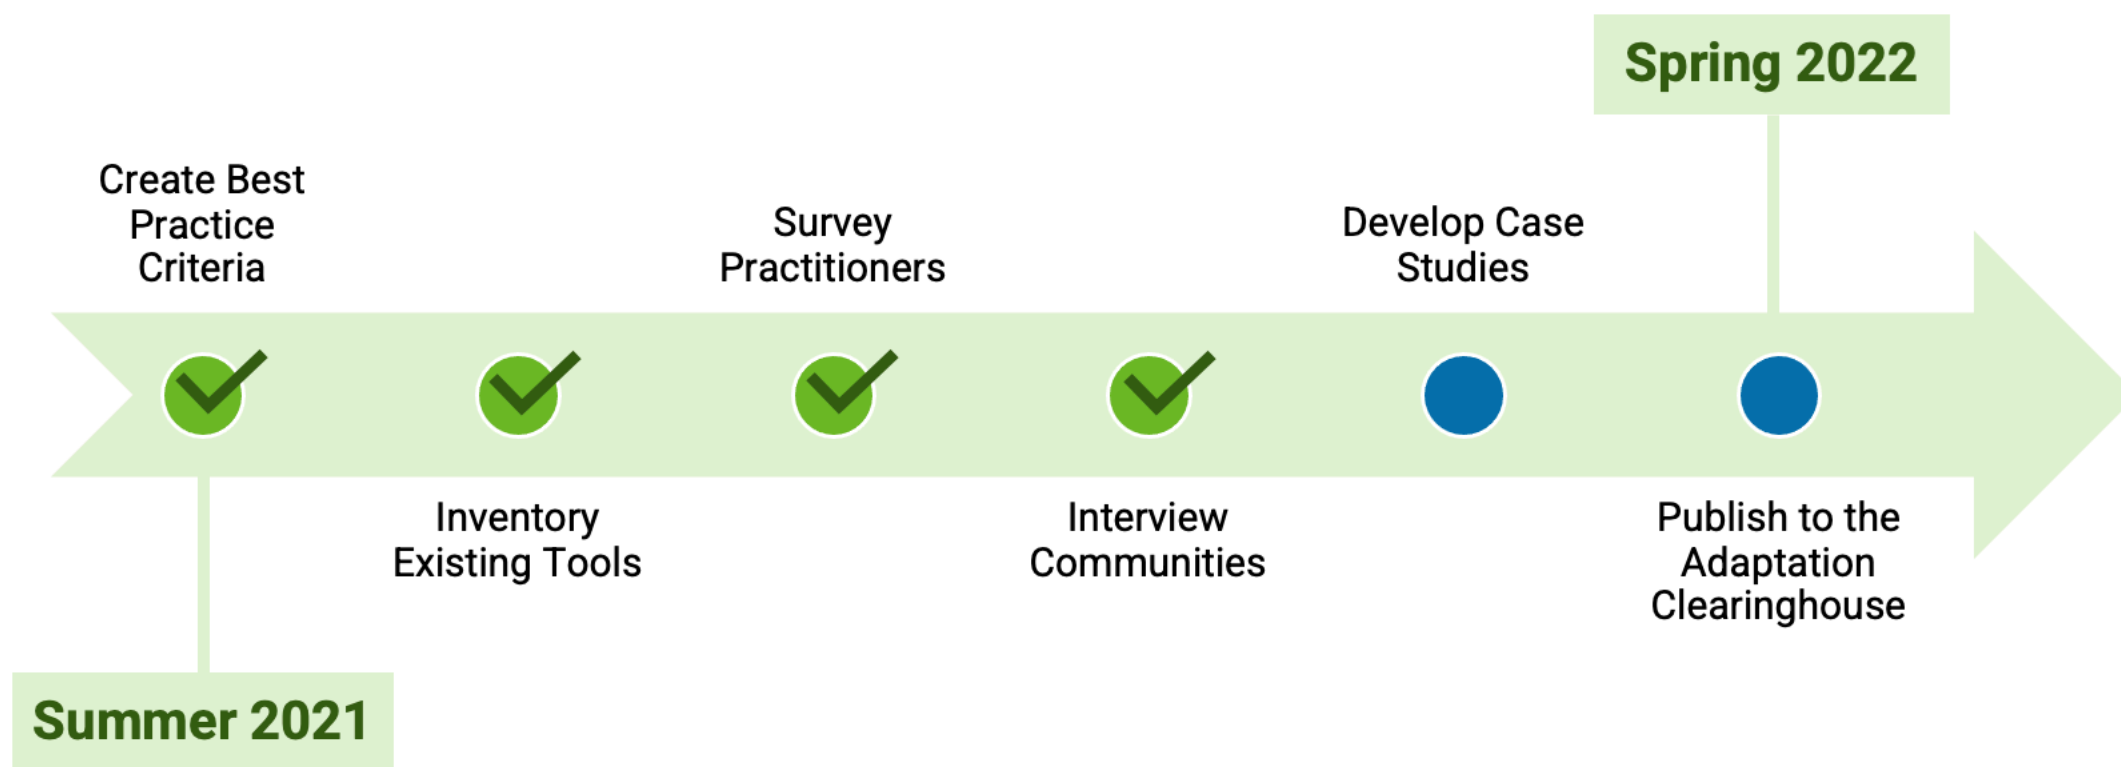 Spring 2022
Create Best
Practice
Criteria
Survey
Practitioners
Develop Case
Studies
Inventory
Existing Tools
Interview
Communities
Publish to the
Adaptation
Clearinghouse
Summer 2021